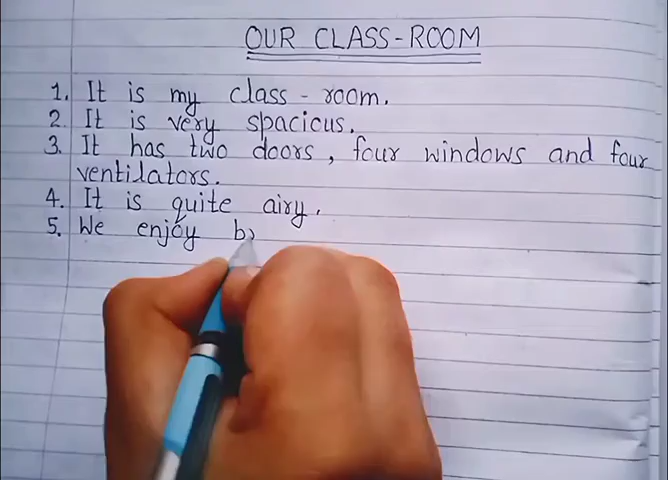 OUR CLASS-ROOM
1. It is my class-room.
2. It is very spacious.
3. It has two doors, four windows and four
ventilators.
4. It is quite airy.
5. We enjoy b